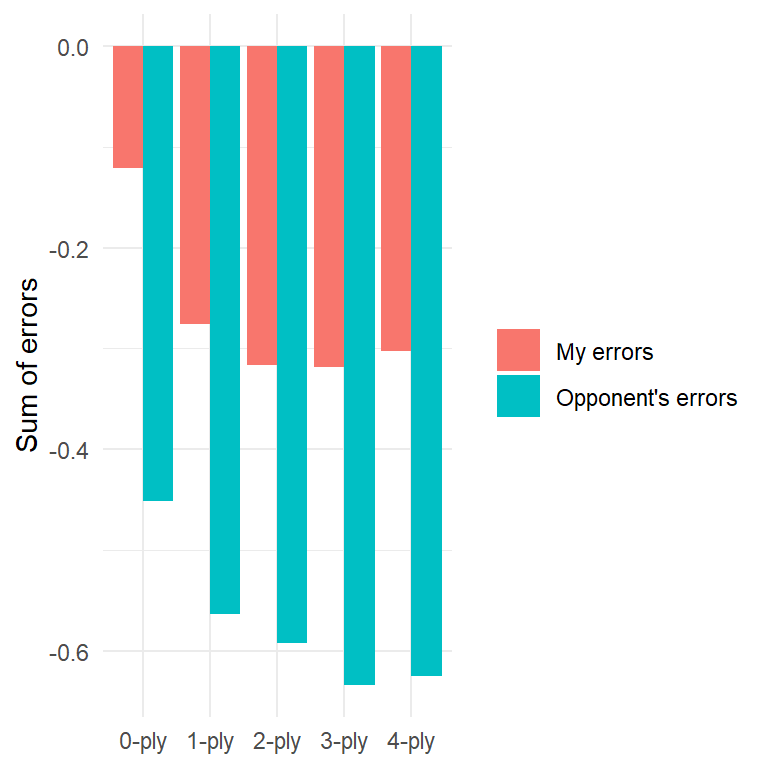 Sum of errors
0.0
-0.2
-0.4
-0.6
0-ply 1-ply 2-ply 3-ply 4-ply
My errors
Opponent's errors